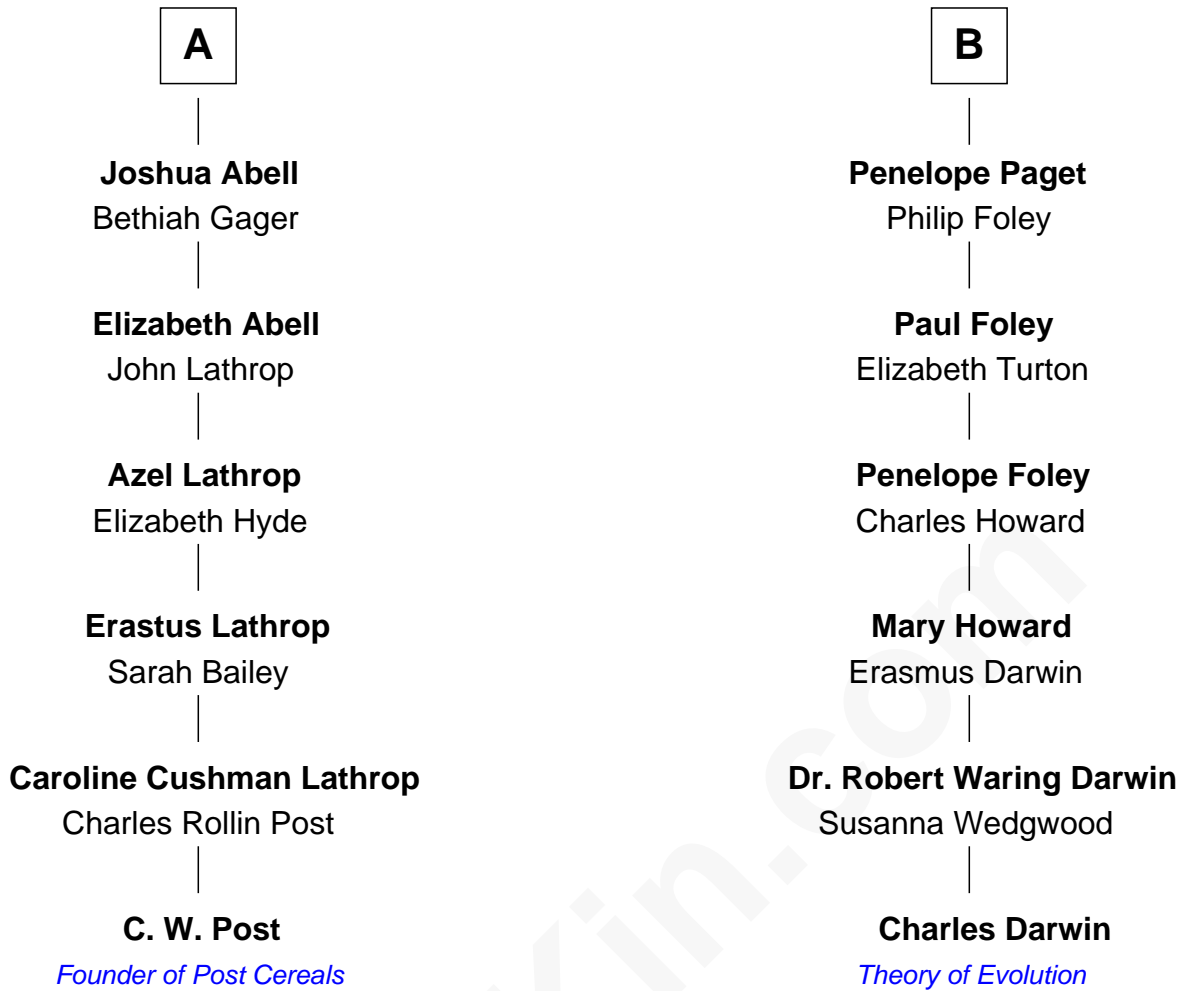 A
Joshua Abell
Bethiah Gager
Elizabeth Abell
John Lathrop
Azel Lathrop
Elizabeth Hyde
Erastus Lathrop
Sarah Bailey
Caroline Cushman Lathrop
Charles Rollin Post
C. W. Post
Founder of Post Cereals
B
Penelope Paget
Philip Foley
Paul Foley
Elizabeth Turton
Penelope Foley
Charles Howard
Mary Howard
Erasmus Darwin
Dr. Robert Waring Darwin
Susanna Wedgwood
Charles Darwin
Theory of Evolution